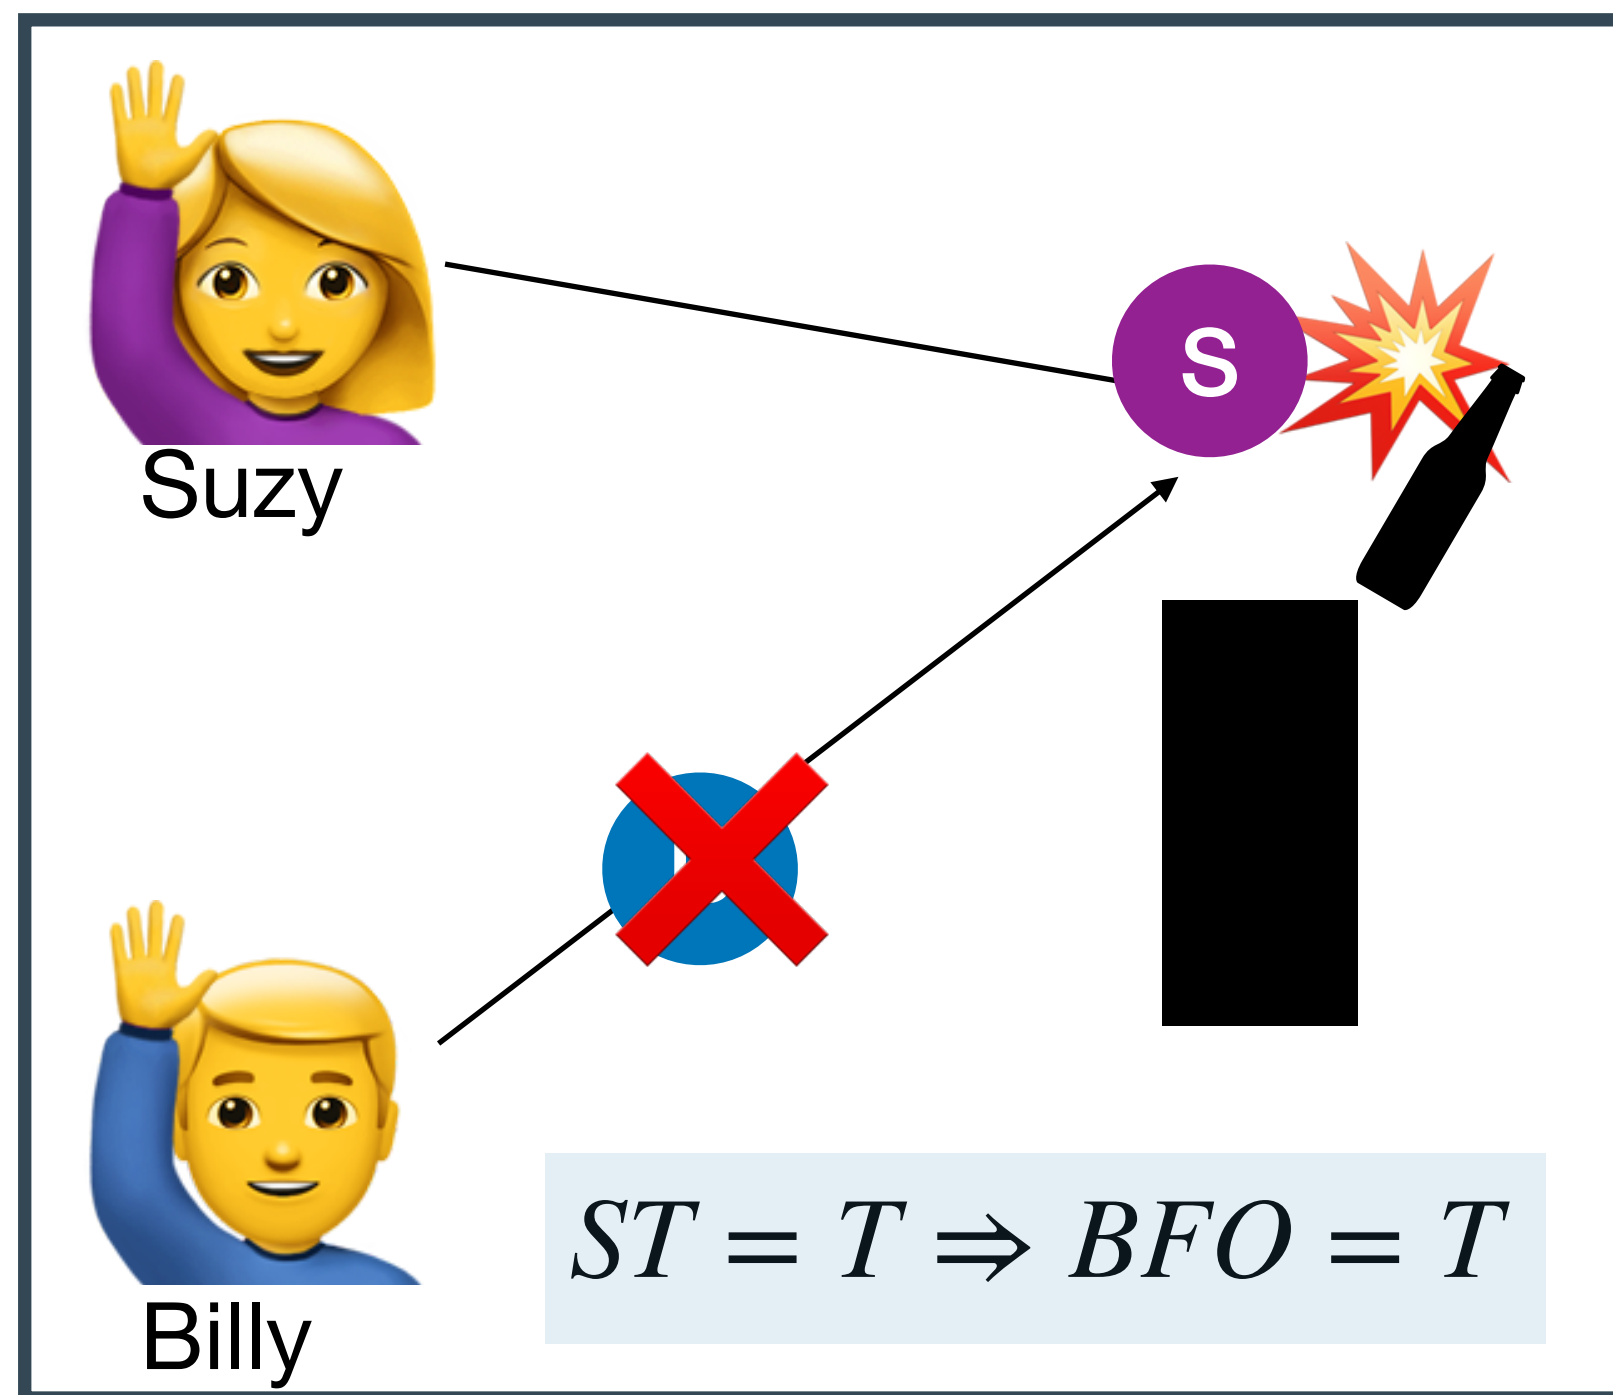 S
Suzy
ST = T ⇒ BFO = T
Billy